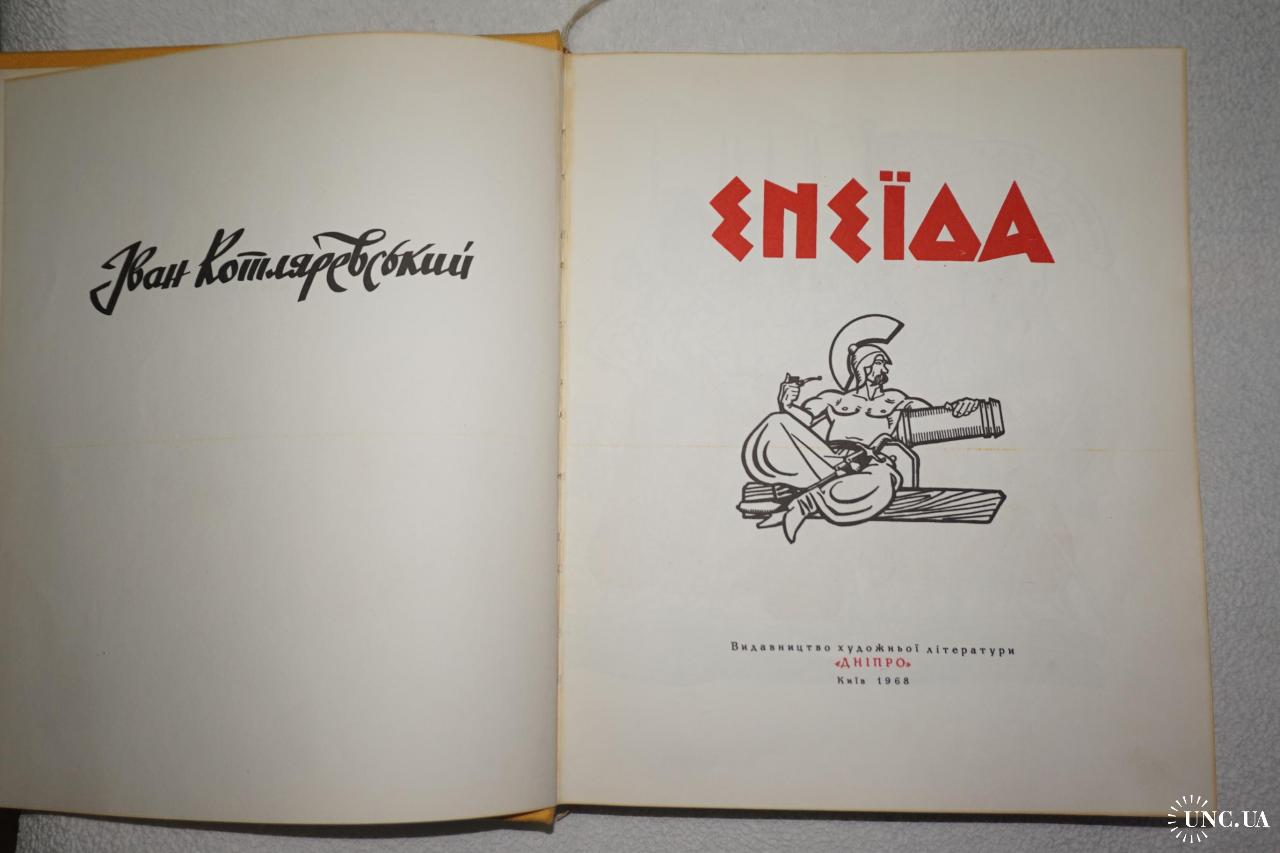 Іван Котляревський
ЕНЕЇДА
Видавництво художньої літератури
«ДНІПРО»
Київ 1968
UNC.UA